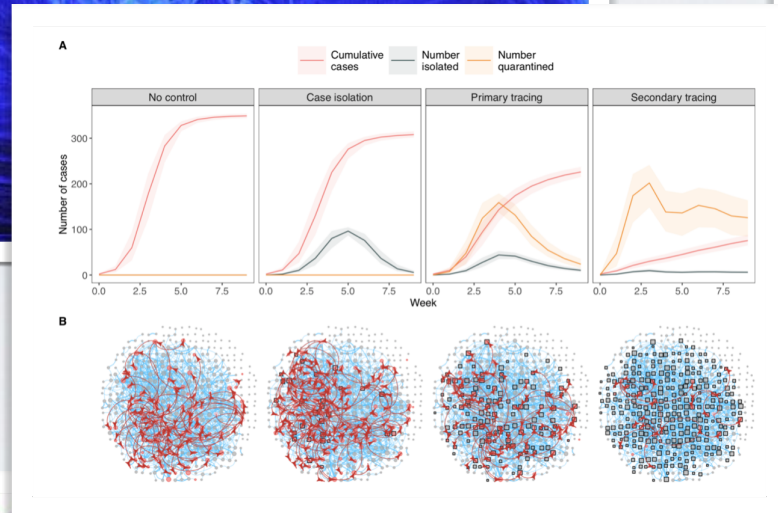 A
Cumulative cases
Number isolated
Number quarantined
No control
Case isolation
Primary tracing
Secondary tracing
Number of cases
300
200
100
0
0.0 2.5 5.0 7.5
0.0 2.5 5.0 7.5
0.0 2.5 5.0 7.5
0.0 2.5 5.0 7.5
Week
B